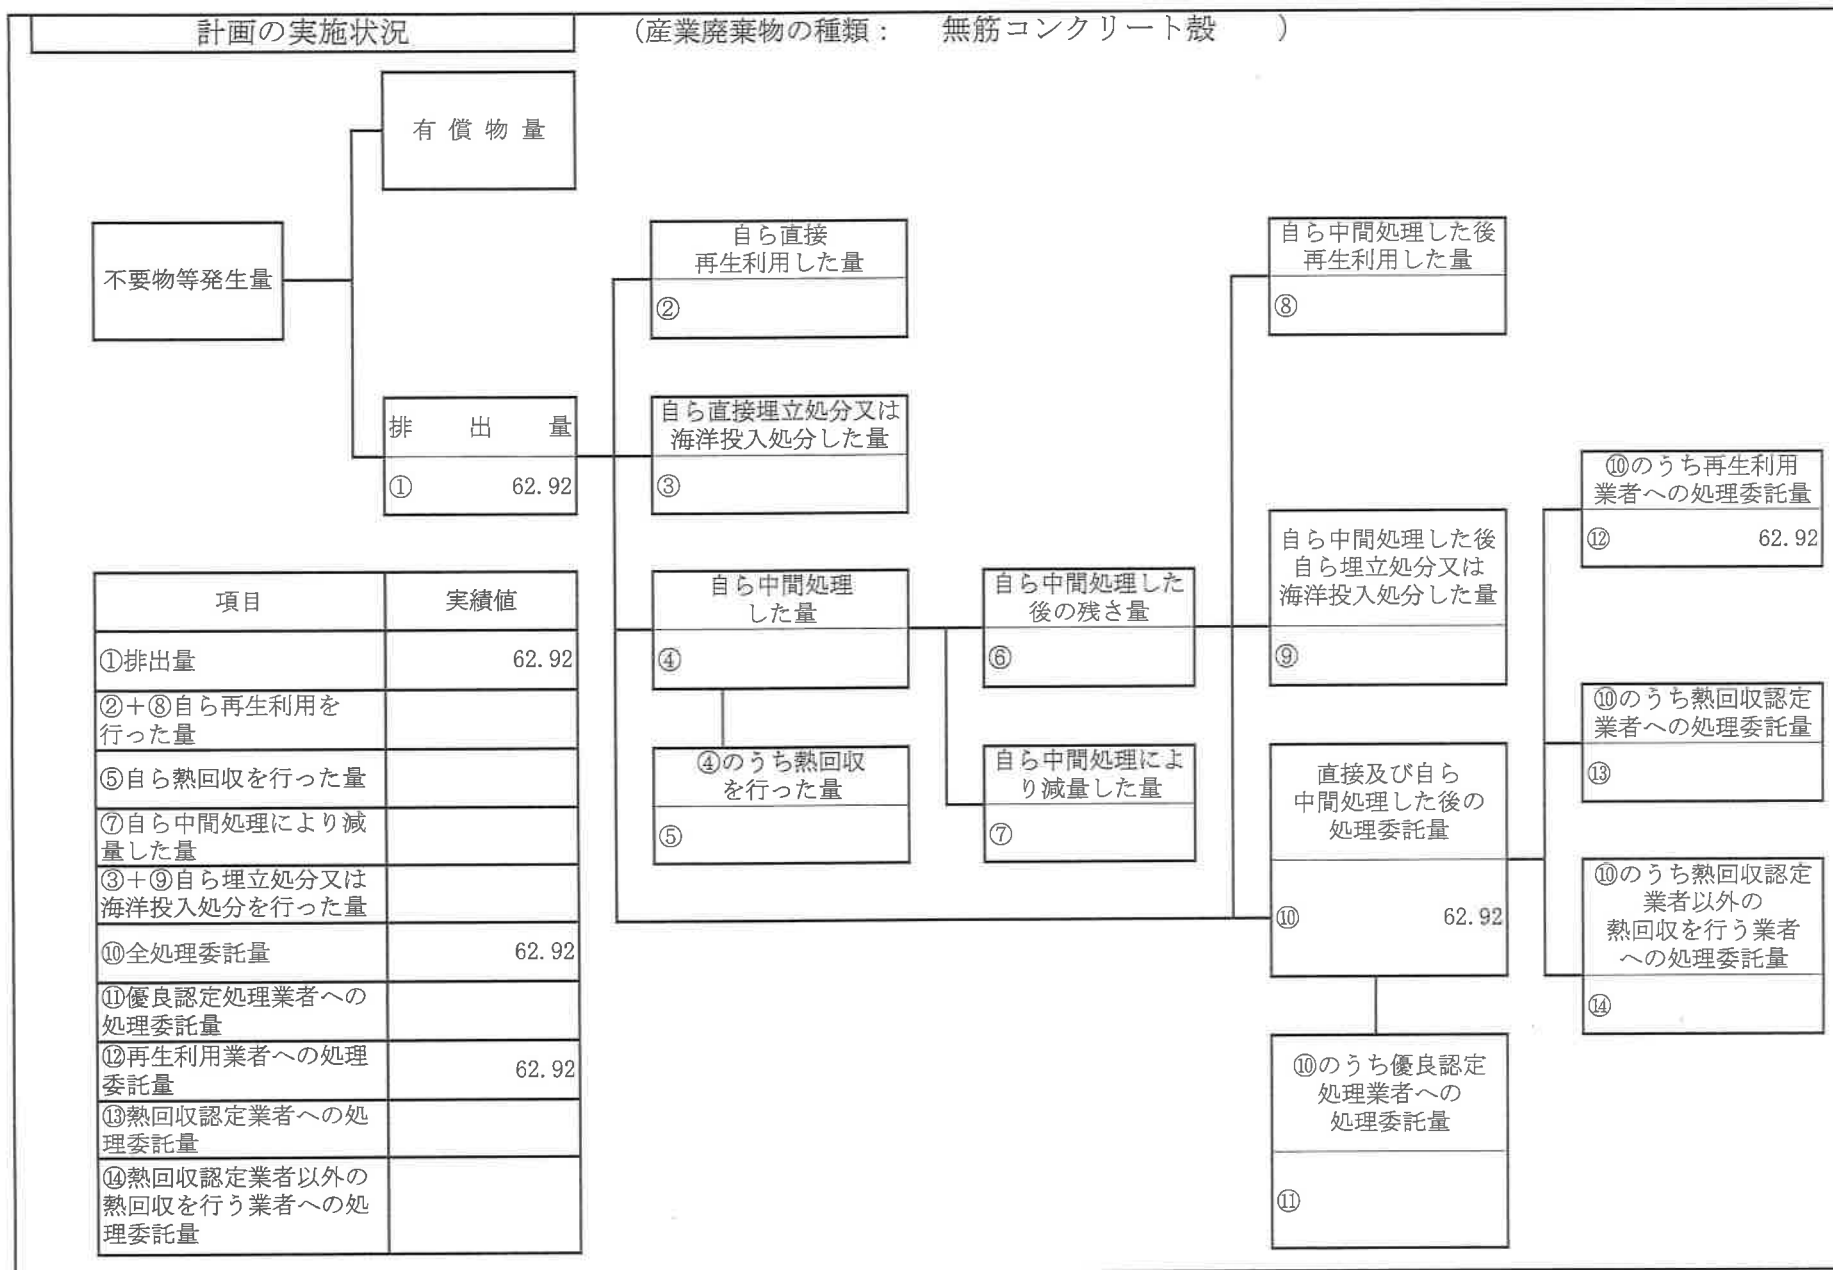 計画の実施状況
(産業廃棄物の種類： 無筋コンクリート殻 )
有償物量
不要物等発生量
排出量
① 62.92
自ら直接
再生利用した量
②
自ら直接埋立処分又は
海洋投入処分した量
③
自ら中間処理
した量
④
④のうち熱回収
を行った量
⑤
自ら中間処理した
後の残さ量
⑥
自ら中間処理によ
り減量した量
⑦
自ら中間処理した後
再生利用した量
⑧
自ら中間処理した後
自ら埋立処分又は
海洋投入処分した量
⑨
直接及び自ら
中間処理した後の
処理委託量
⑩ 62.92
⑩のうち優良認定
処理業者への
処理委託量
⑪
⑩のうち再生利用
業者への処理委託量
⑫ 62.92
⑩のうち熱回収認定
業者への処理委託量
⑬
⑩のうち熱回収認定
業者以外の
熱回収を行う業者
への処理委託量
⑭
項目 実績値
①排出量 62.92
②＋⑧自ら再生利用を
行った量
⑤自ら熱回収を行った量
⑦自ら中間処理により減
量した量
③＋⑨自ら埋立処分又は
海洋投入処分を行った量
⑩全処理委託量 62.92
⑪優良認定処理業者への
処理委託量
⑫再生利用業者への処理
委託量 62.92
⑬熱回収認定業者への処
理委託量
⑭熱回収認定業者以外の
熱回収を行う業者への処
理委託量